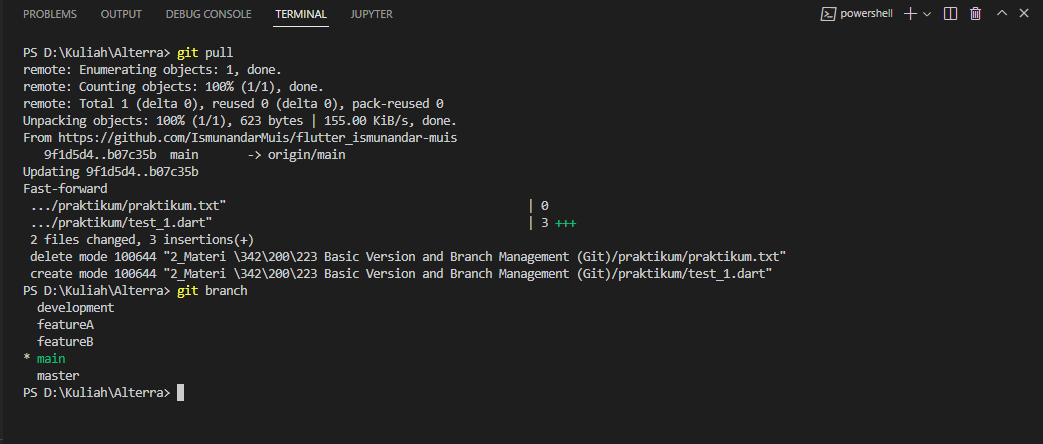 PROBLEMS OUTPUT DEBUG CONSOLE TERMINAL JUPYTER powershell
PS D:\Kuliah\Alterra> git pull
remote: Enumerating objects: 1, done.
remote: Counting objects: 100% (1/1), done.
remote: Total 1 (delta 0), reused 0 (delta 0), pack-reused 0
Unpacking objects: 100% (1/1), 623 bytes | 155.00 KiB/s, done.
From https://github.com/IsmunandarMuis/flutter_ismunandar-muis
   9f1d5d4..b07c35b  main       -> origin/main
Updating 9f1d5d4..b07c35b
Fast-forward
 .../praktikum/praktikum.txt" | 0
 .../praktikum/test_1.dart" | 3 +++
 2 files changed, 3 insertions(+)
 delete mode 100644 "2_Materi \342\200\223 Basic Version and Branch Management (Git)/praktikum/praktikum.txt"
 create mode 100644 "2_Materi \342\200\223 Basic Version and Branch Management (Git)/praktikum/test_1.dart"
PS D:\Kuliah\Alterra> git branch
  development
  featureA
  featureB
* main
  master
PS D:\Kuliah\Alterra>